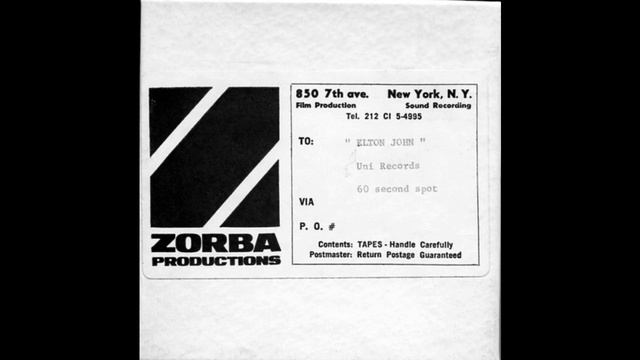 850 7th ave. New York, N.Y.
Film Production Sound Recording
Tel. 212 CI 5-4995
TO: " ELTON JOHN "
Uni Records
60 second spot
VIA
P. O. #
Contents: TAPES - Handle Carefully
Postmaster: Return Postage Guaranteed
ZORBA
PRODUCTIONS